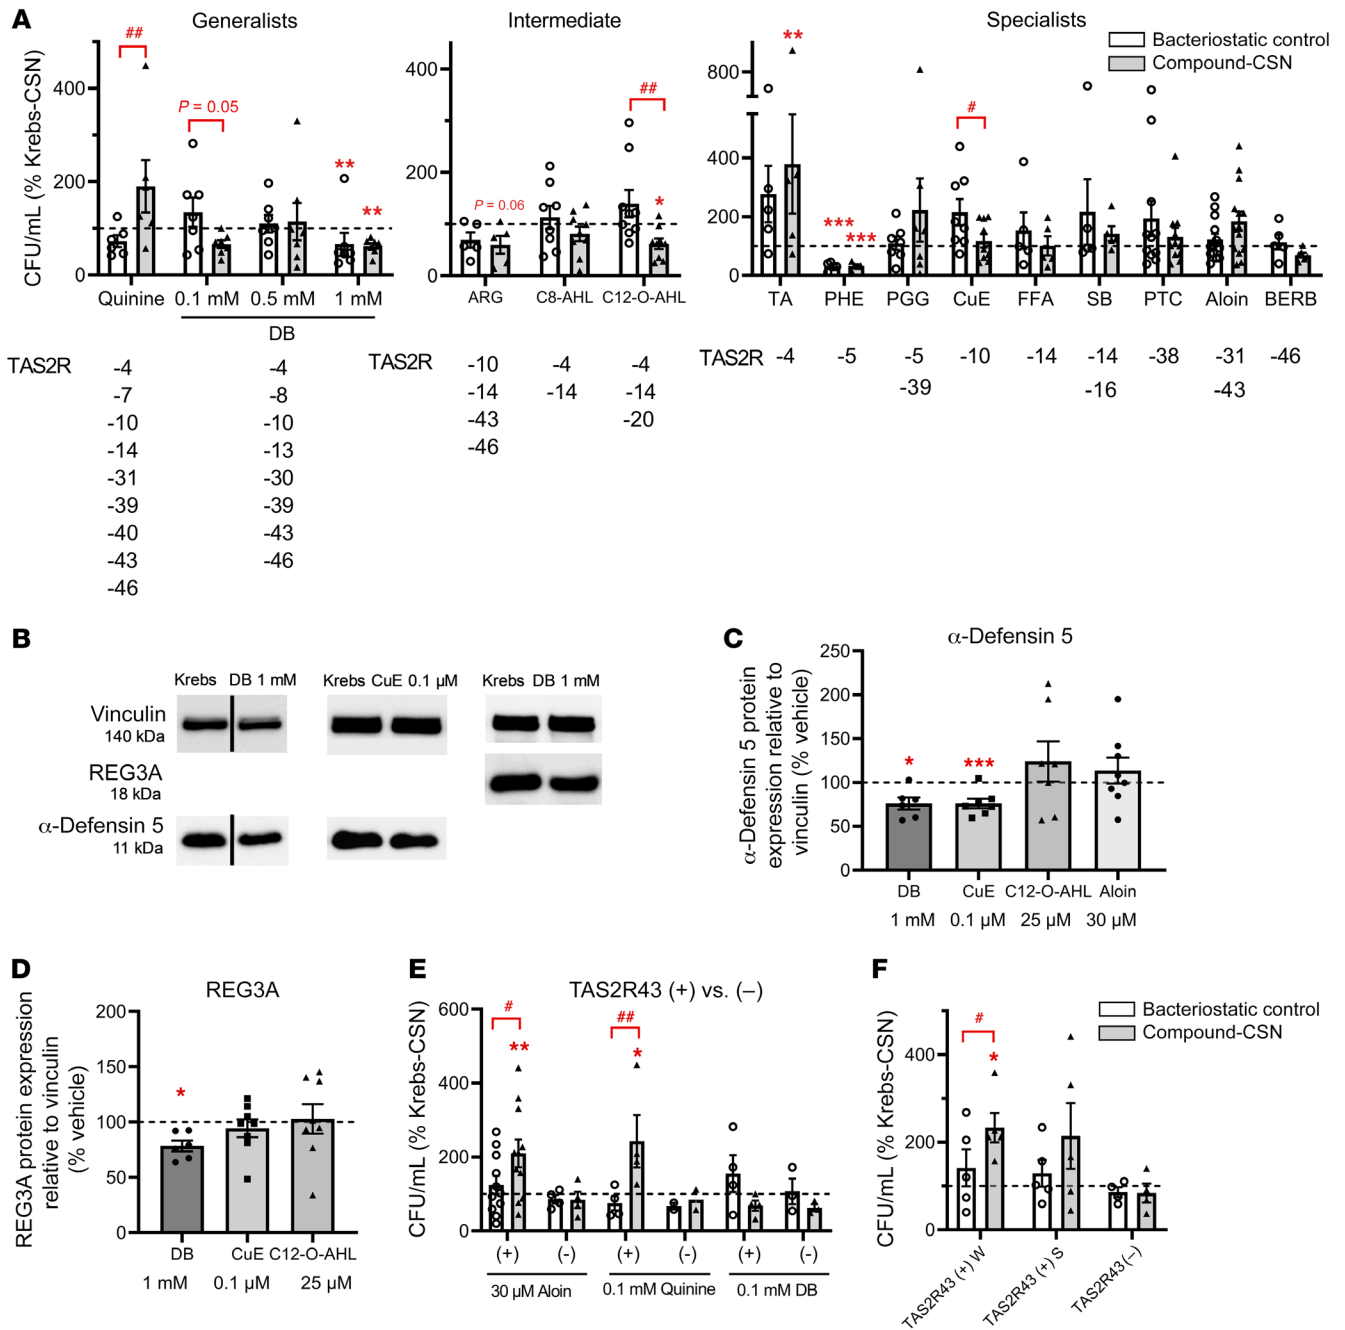 A
Generalists
Intermediate
Specialists
Bacteriostatic control
Compound-CSN
CFU/mL (% Krebs-CSN)
400
200
0
##
P = 0.05
**
**
Quinine 0.1 mM 0.5 mM 1 mM
DB
400
200
0
P = 0.06
##
*
ARG C8-AHL C12-O-AHL
800
400
200
0
**
***
***
#
TA PHE PGG CuE FFA SB PTC Aloin BERB
TAS2R
-4
-7
-10
-14
-31
-39
-40
-43
-46
-4
-8
-10
-13
-30
-39
-43
-46
TAS2R
-10 -4 -4
-14 -14 -14
-43 -20
-46
TAS2R -4 -5 -5 -10 -14 -14 -38 -31 -46
-39 -16 -43
B
Krebs DB 1 mM
Krebs CuE 0.1 µM
Krebs DB 1 mM
Vinculin
140 kDa
REG3A
18 kDa
α-Defensin 5
11 kDa
C
α-Defensin 5
α-Defensin 5 protein
expression relative to
vinculin (% vehicle)
250
200
150
100
50
0
*
***
DB CuE C12-O-AHL Aloin
1 mM 0.1 µM 25 µM 30 µM
D
REG3A
REG3A protein expression
relative to vinculin
(% vehicle)
200
150
100
50
0
*
DB CuE C12-O-AHL
1 mM 0.1 µM 25 µM
E
TAS2R43 (+) vs. (−)
CFU/mL (% Krebs-CSN)
600
400
200
0
#
**
##
*
(+) (-) (+) (-) (+) (-)
30 µM Aloin 0.1 mM Quinine 0.1 mM DB
F
Bacteriostatic control
Compound-CSN
CFU/mL (% Krebs-CSN)
400
200
0
#
*
TAS2R43 (+) W
TAS2R43 (+) S
TAS2R43 (−)